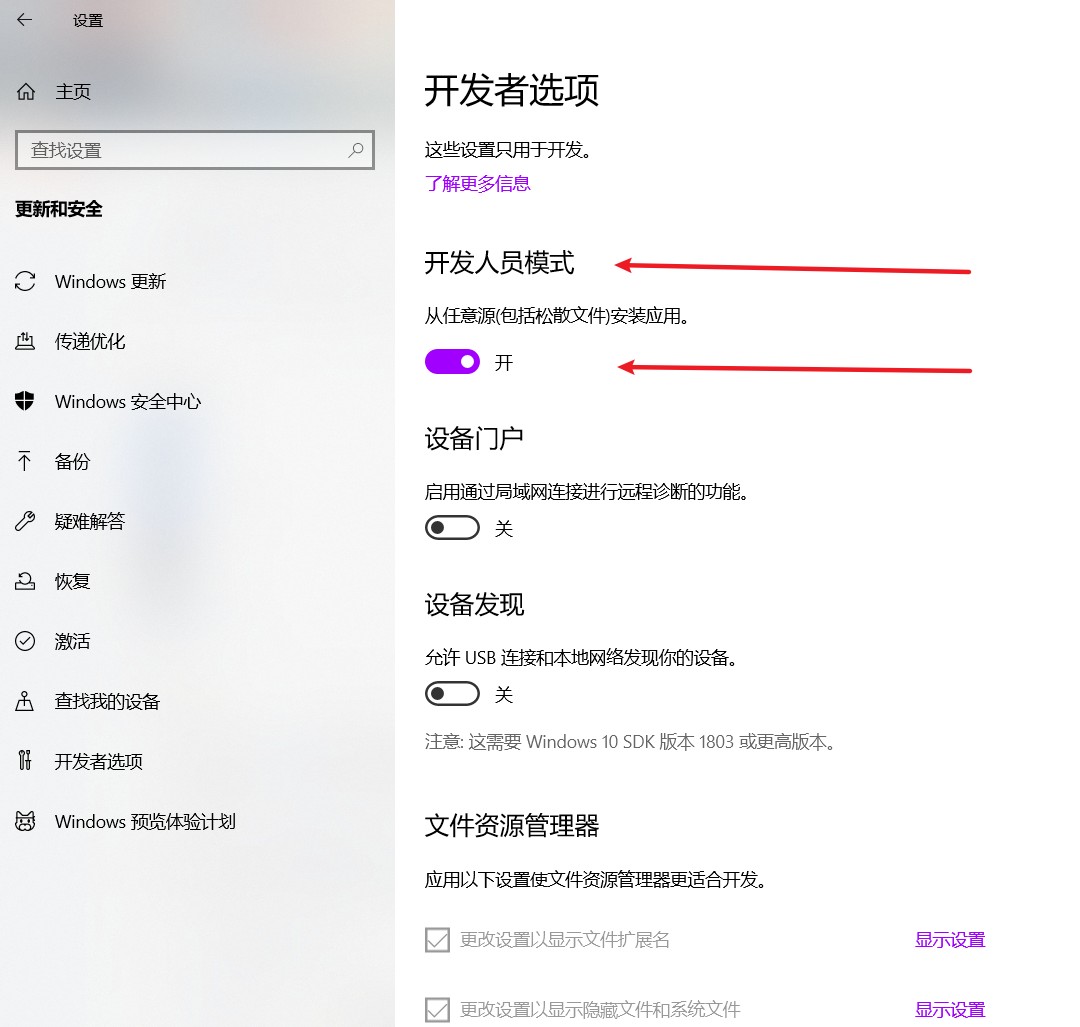 设置
主页
查找设置
更新和安全
Windows 更新
传递优化
Windows 安全中心
备份
疑难解答
恢复
激活
查找我的设备
开发者选项
Windows 预览体验计划
开发者选项
这些设置只用于开发。
了解更多信息
开发人员模式
从任意源(包括松散文件)安装应用。
开
设备门户
启用通过局域网连接进行远程诊断的功能。
关
设备发现
允许 USB 连接和本地网络发现你的设备。
关
注意: 这需要 Windows 10 SDK 版本 1803 或更高版本。
文件资源管理器
应用以下设置使文件资源管理器更适合开发。
更改设置以显示文件扩展名 显示设置
更改设置以显示隐藏文件和系统文件 显示设置